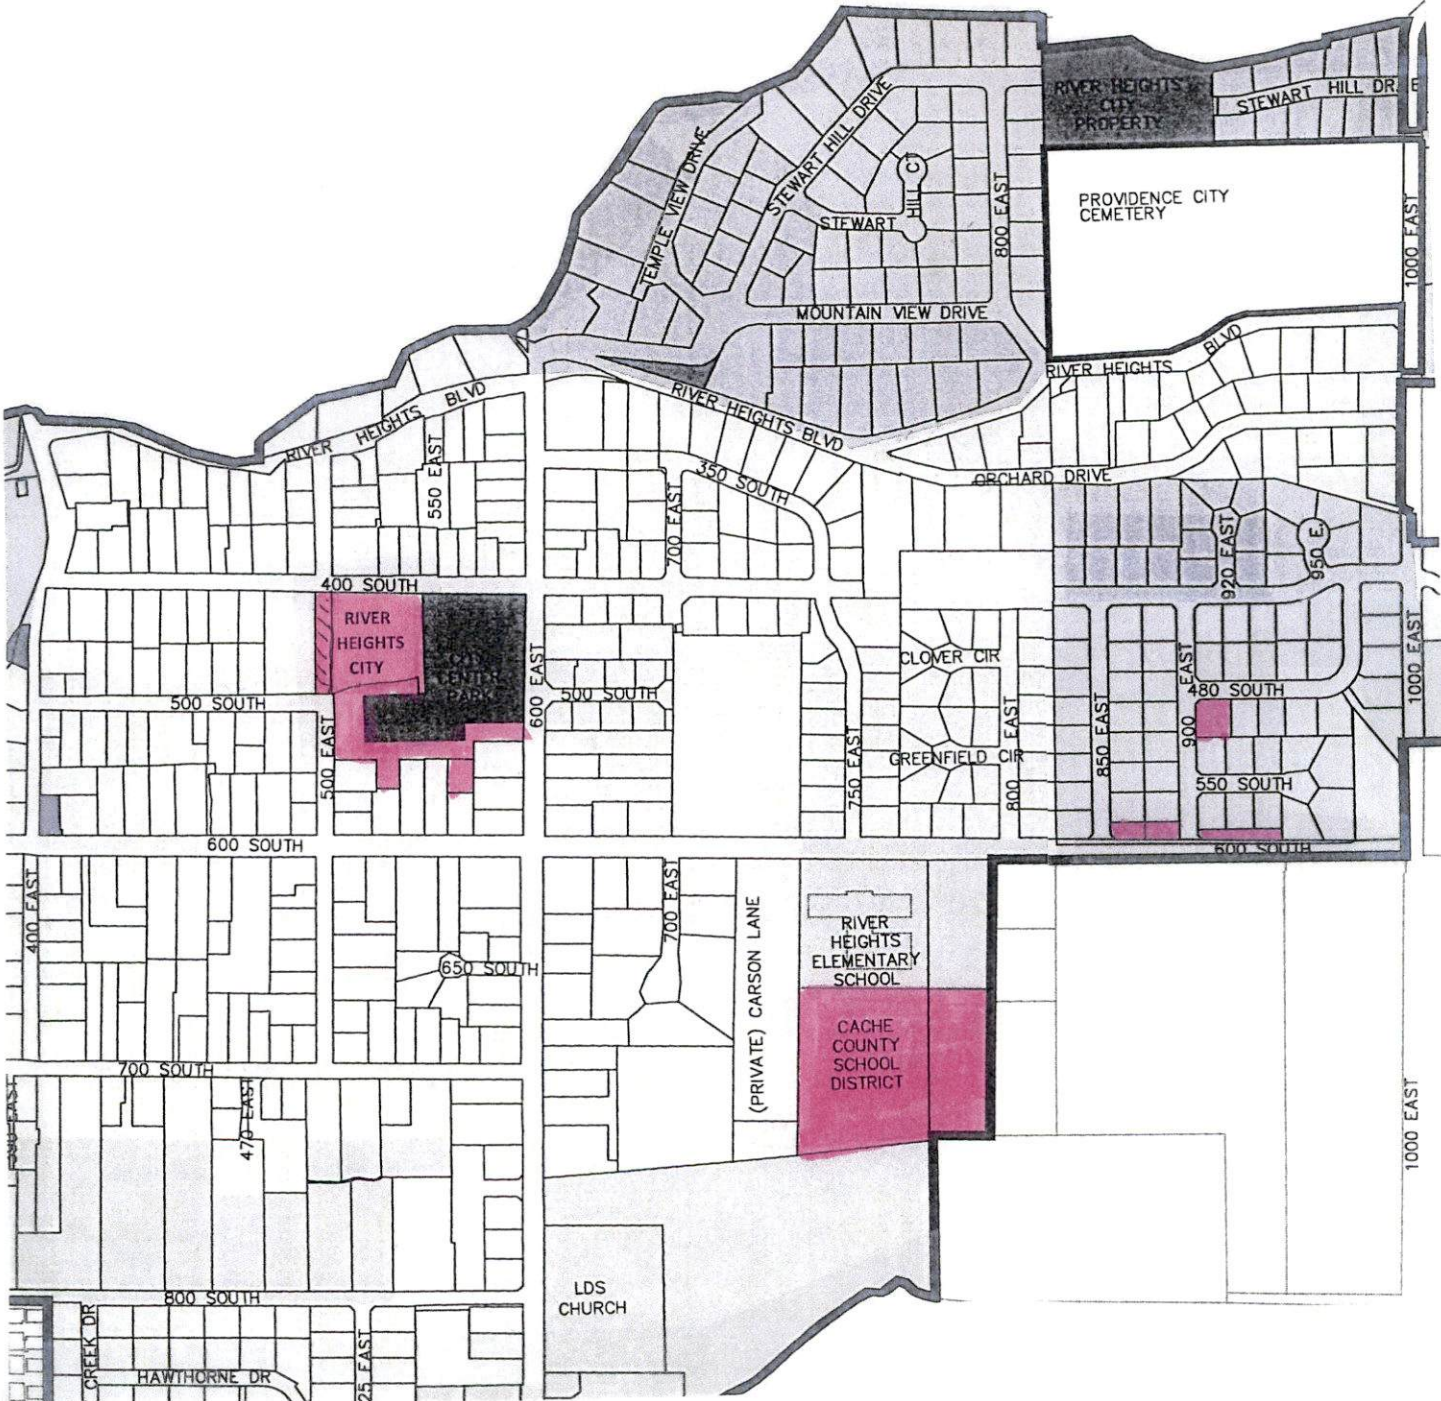 RIVER HEIGHTS
CITY
PROPERTY
STEWART HILL DR
E
TEMPLE VIEW DRIVE
STEWART HILL DRIVE
STEWART
HILL CT
800 EAST
PROVIDENCE CITY
CEMETERY
1000 EAST
MOUNTAIN VIEW DRIVE
RIVER HEIGHTS BLVD
RIVER HEIGHTS BLVD
RIVER HEIGHTS BLVD
550 EAST
350 SOUTH
700 EAST
ORCHARD DRIVE
920 EAST
950 E.
400 SOUTH
RIVER
HEIGHTS
CITY
CITY
CENTER
PARK
600 EAST
500 SOUTH
500 SOUTH
500 EAST
CLOVER CIR
GREENFIELD CIR
750 EAST
800 EAST
850 EAST
900 EAST
480 SOUTH
550 SOUTH
1000 EAST
600 SOUTH
600 SOUTH
400 EAST
650 SOUTH
700 EAST
(PRIVATE) CARSON LANE
RIVER
HEIGHTS
ELEMENTARY
SCHOOL
CACHE
COUNTY
SCHOOL
DISTRICT
700 SOUTH
470 EAST
1000 EAST
800 SOUTH
LDS
CHURCH
CREEK DR
HAWTHORNE DR
25 EAST